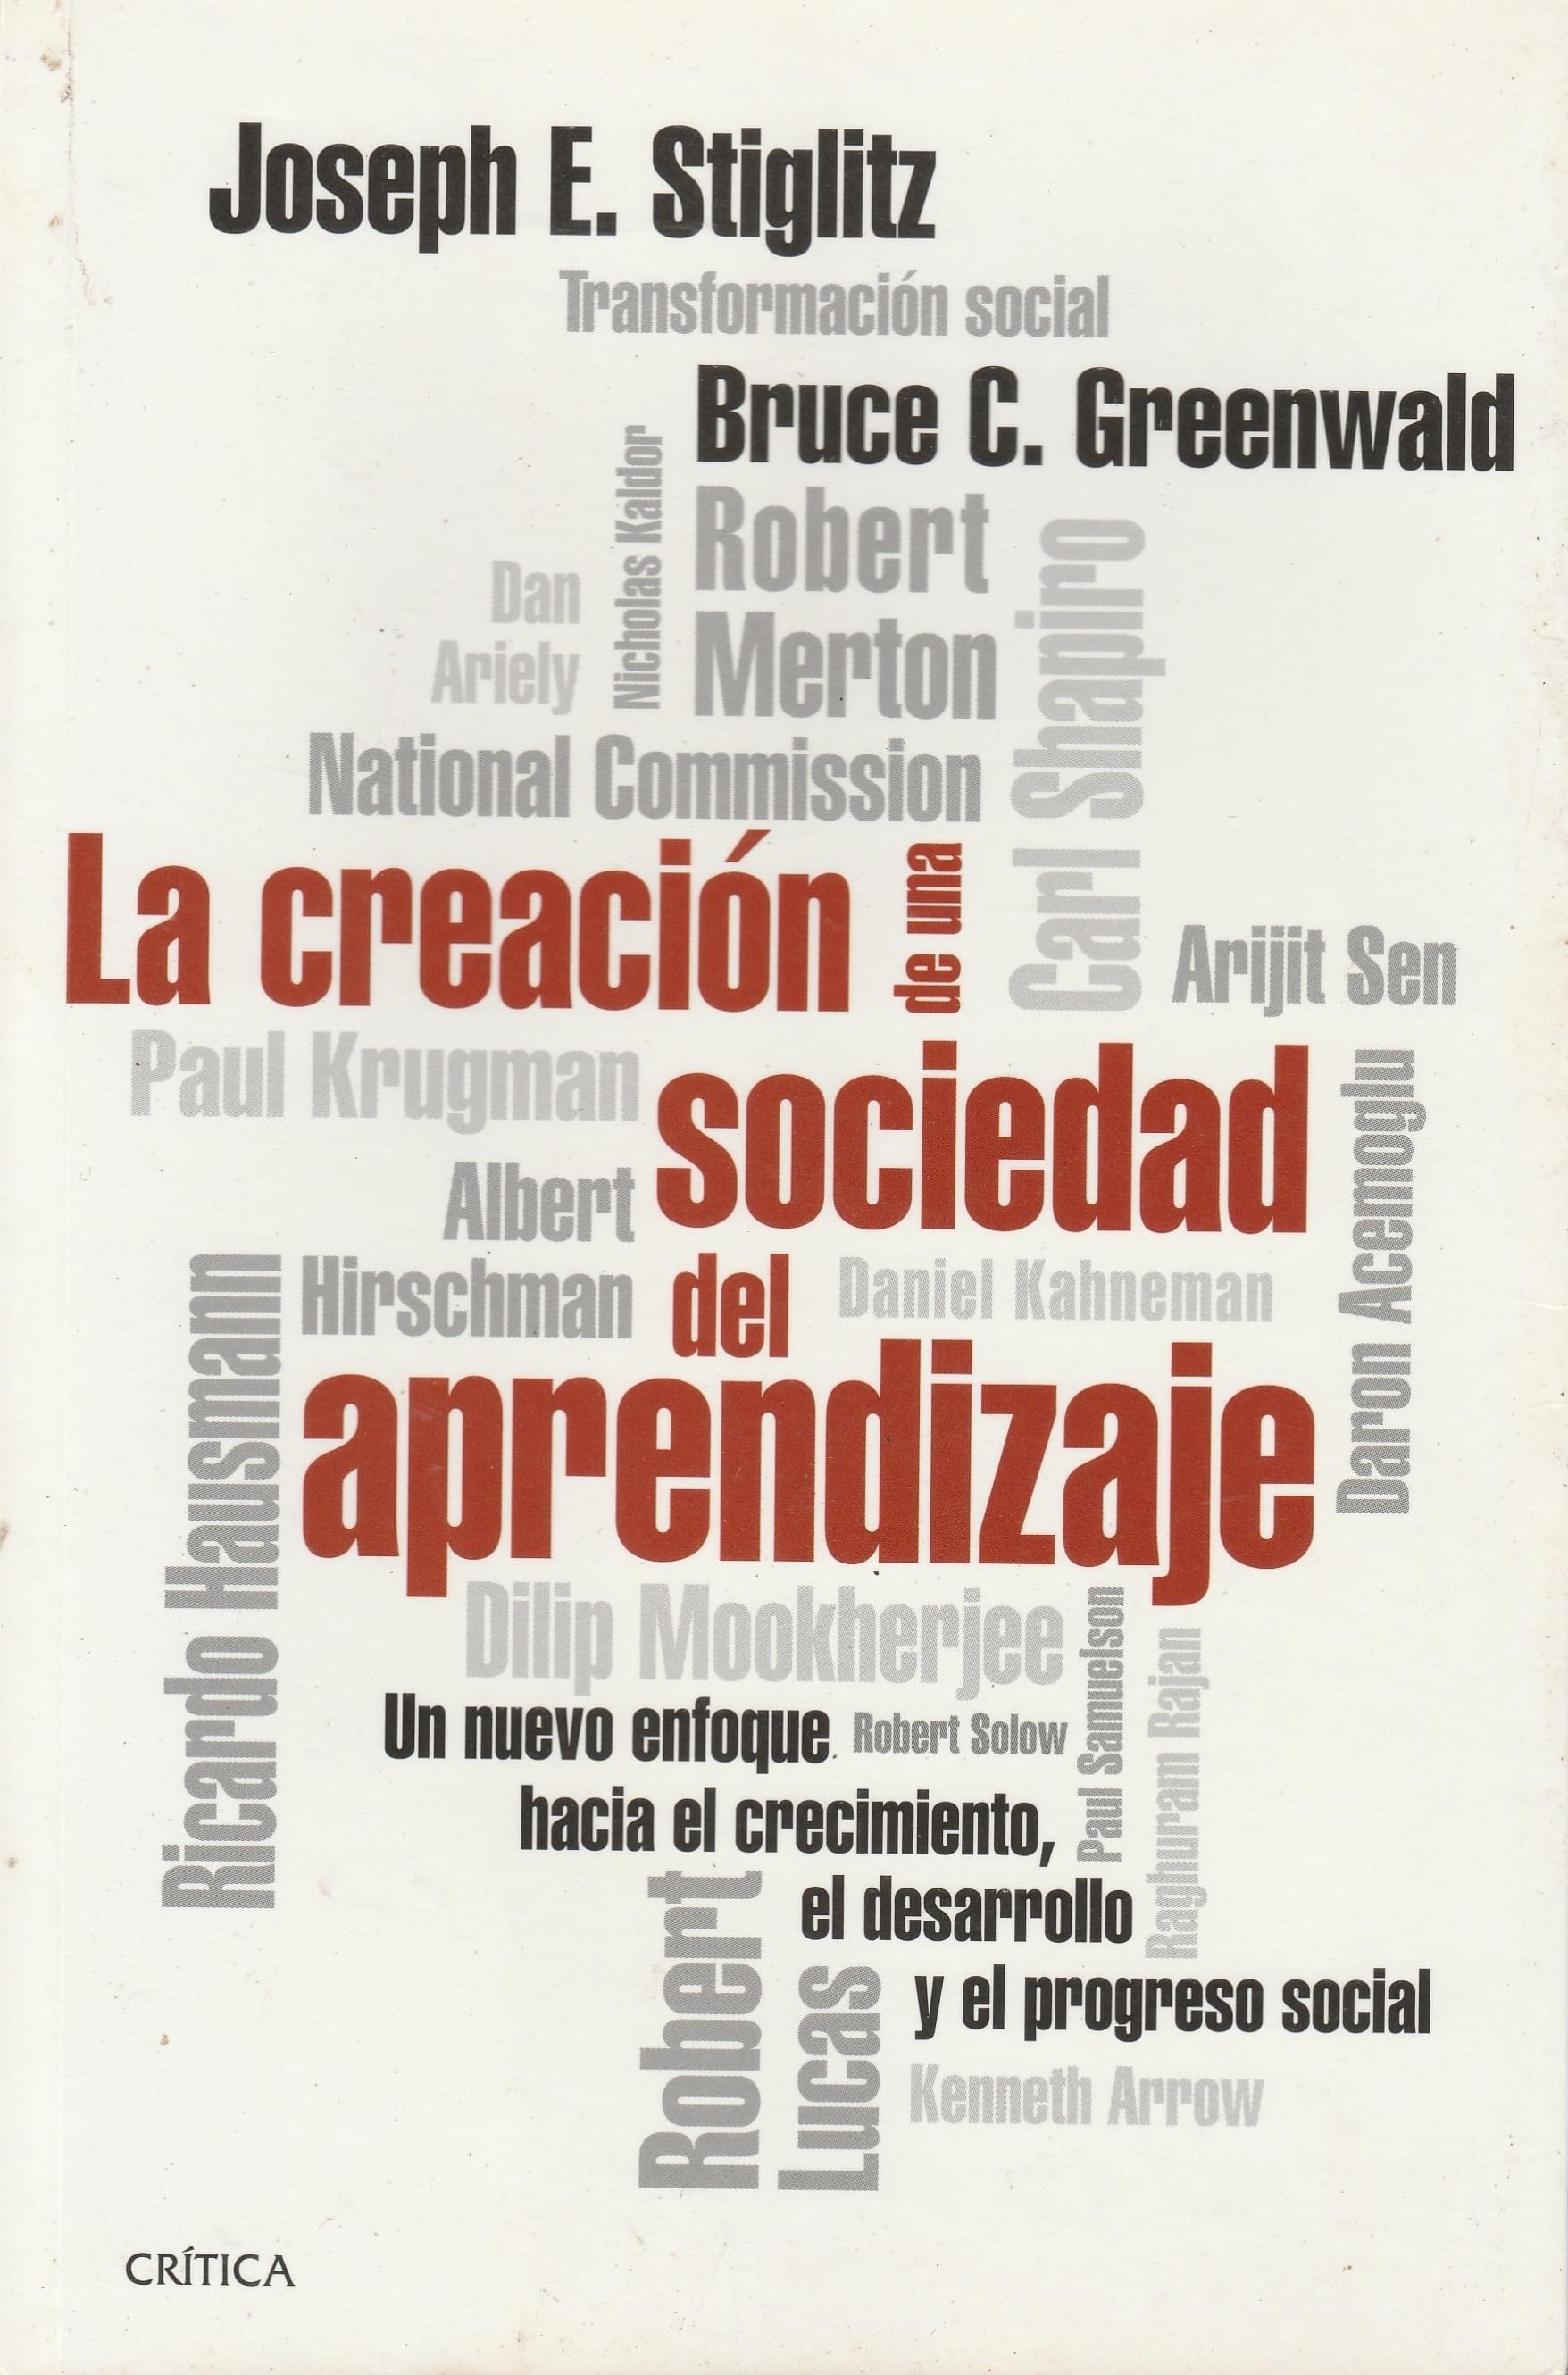 Joseph E. Stiglitz
Transformación social
Bruce C. Greenwald
Nicholas Kaldor
Robert
Merton
Dan
Ariely
Carl Shapiro
National Commission
La creación
de una
Arijit Sen
Paul Krugman
sociedad
Daron Acemoglu
Albert
Hirschman
del
Daniel Kahneman
Ricardo Hausmann
aprendizaje
Dilip Mookherjee
Paul Samuelson
Raghuram Rajan
Un nuevo enfoque
Robert Solow
hacia el crecimiento,
el desarrollo
Robert
Lucas
y el progreso social
Kenneth Arrow
CRÍTICA